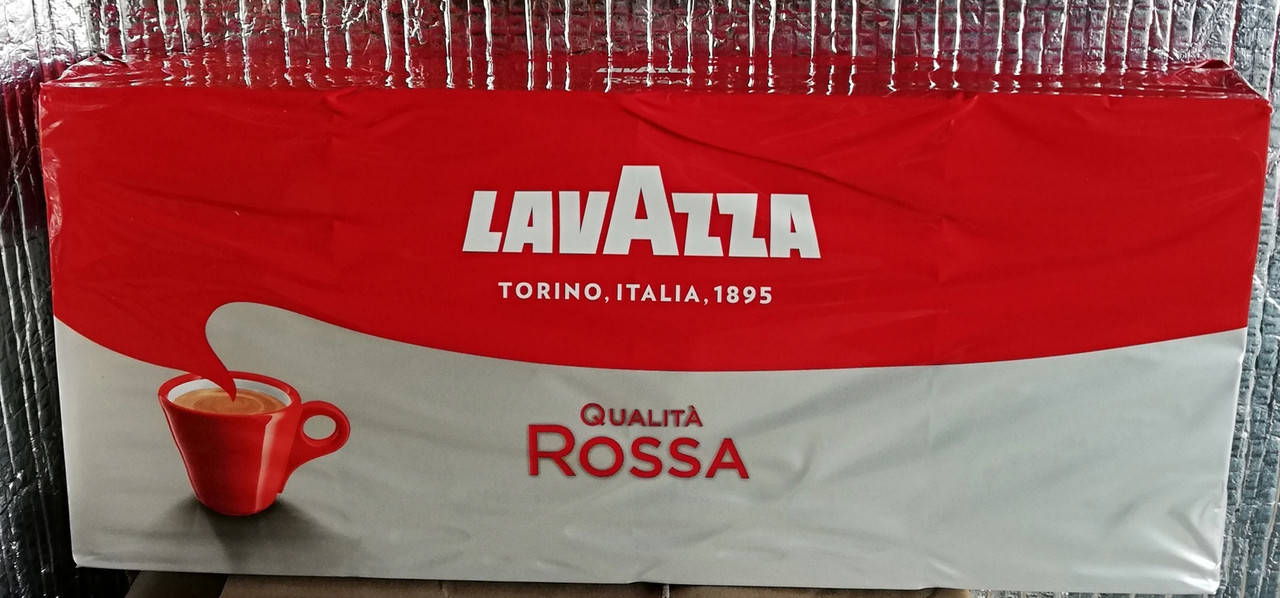 LAVAZZA
TORINO, ITALIA, 1895
QUALITÀ
ROSSA